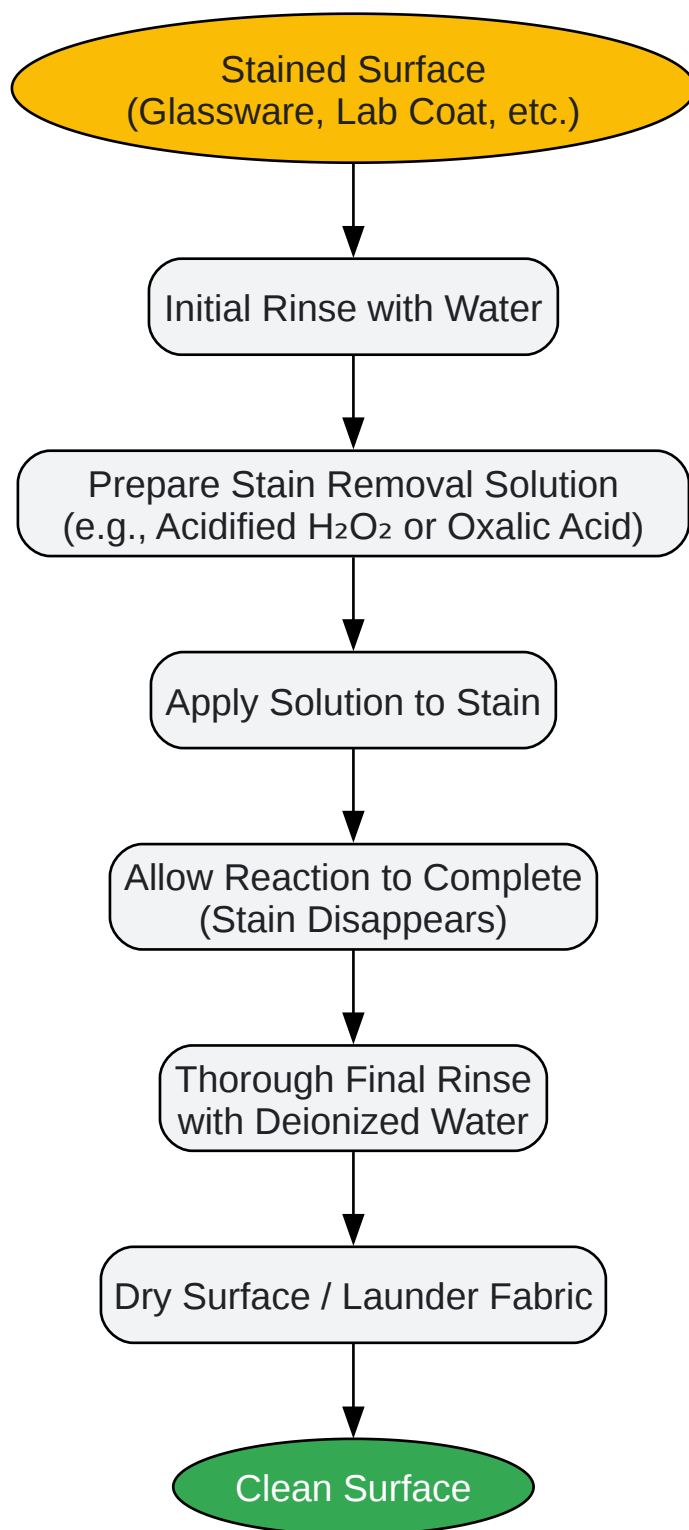 Stained Surface
(Glassware, Lab Coat, etc.)
Initial Rinse with Water
Prepare Stain Removal Solution
(e.g., Acidified H₂O₂ or Oxalic Acid)
Apply Solution to Stain
Allow Reaction to Complete
(Stain Disappears)
Thorough Final Rinse
with Deionized Water
Dry Surface / Launder Fabric
Clean Surface